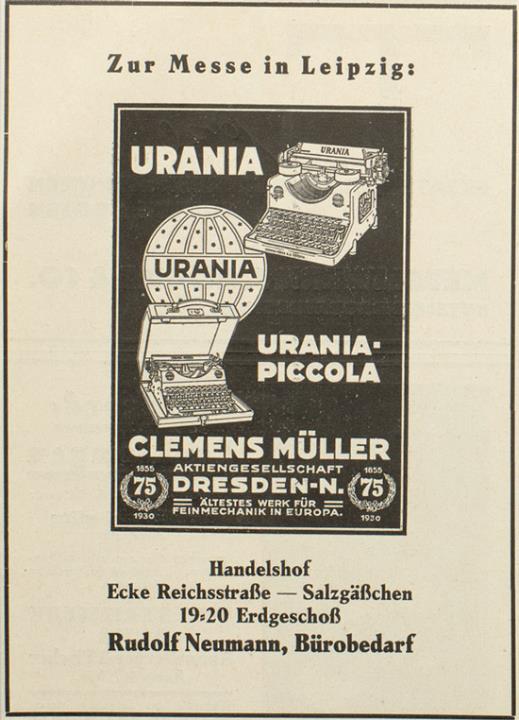 Zur Messe in Leipzig:
URANIA
URANIA
URANIA
URANIA-
PICCOLA
CLEMENS MÜLLER
AKTIENGESELLSCHAFT
DRESDEN-N.
ÄLTESTES WERK FÜR
FEINMECHANIK IN EUROPA.
1855
75
1930
1855
75
1930
Handelshof
Ecke Reichsstraße — Salzgäßchen
19=20 Erdgeschoß
Rudolf Neumann, Bürobedarf